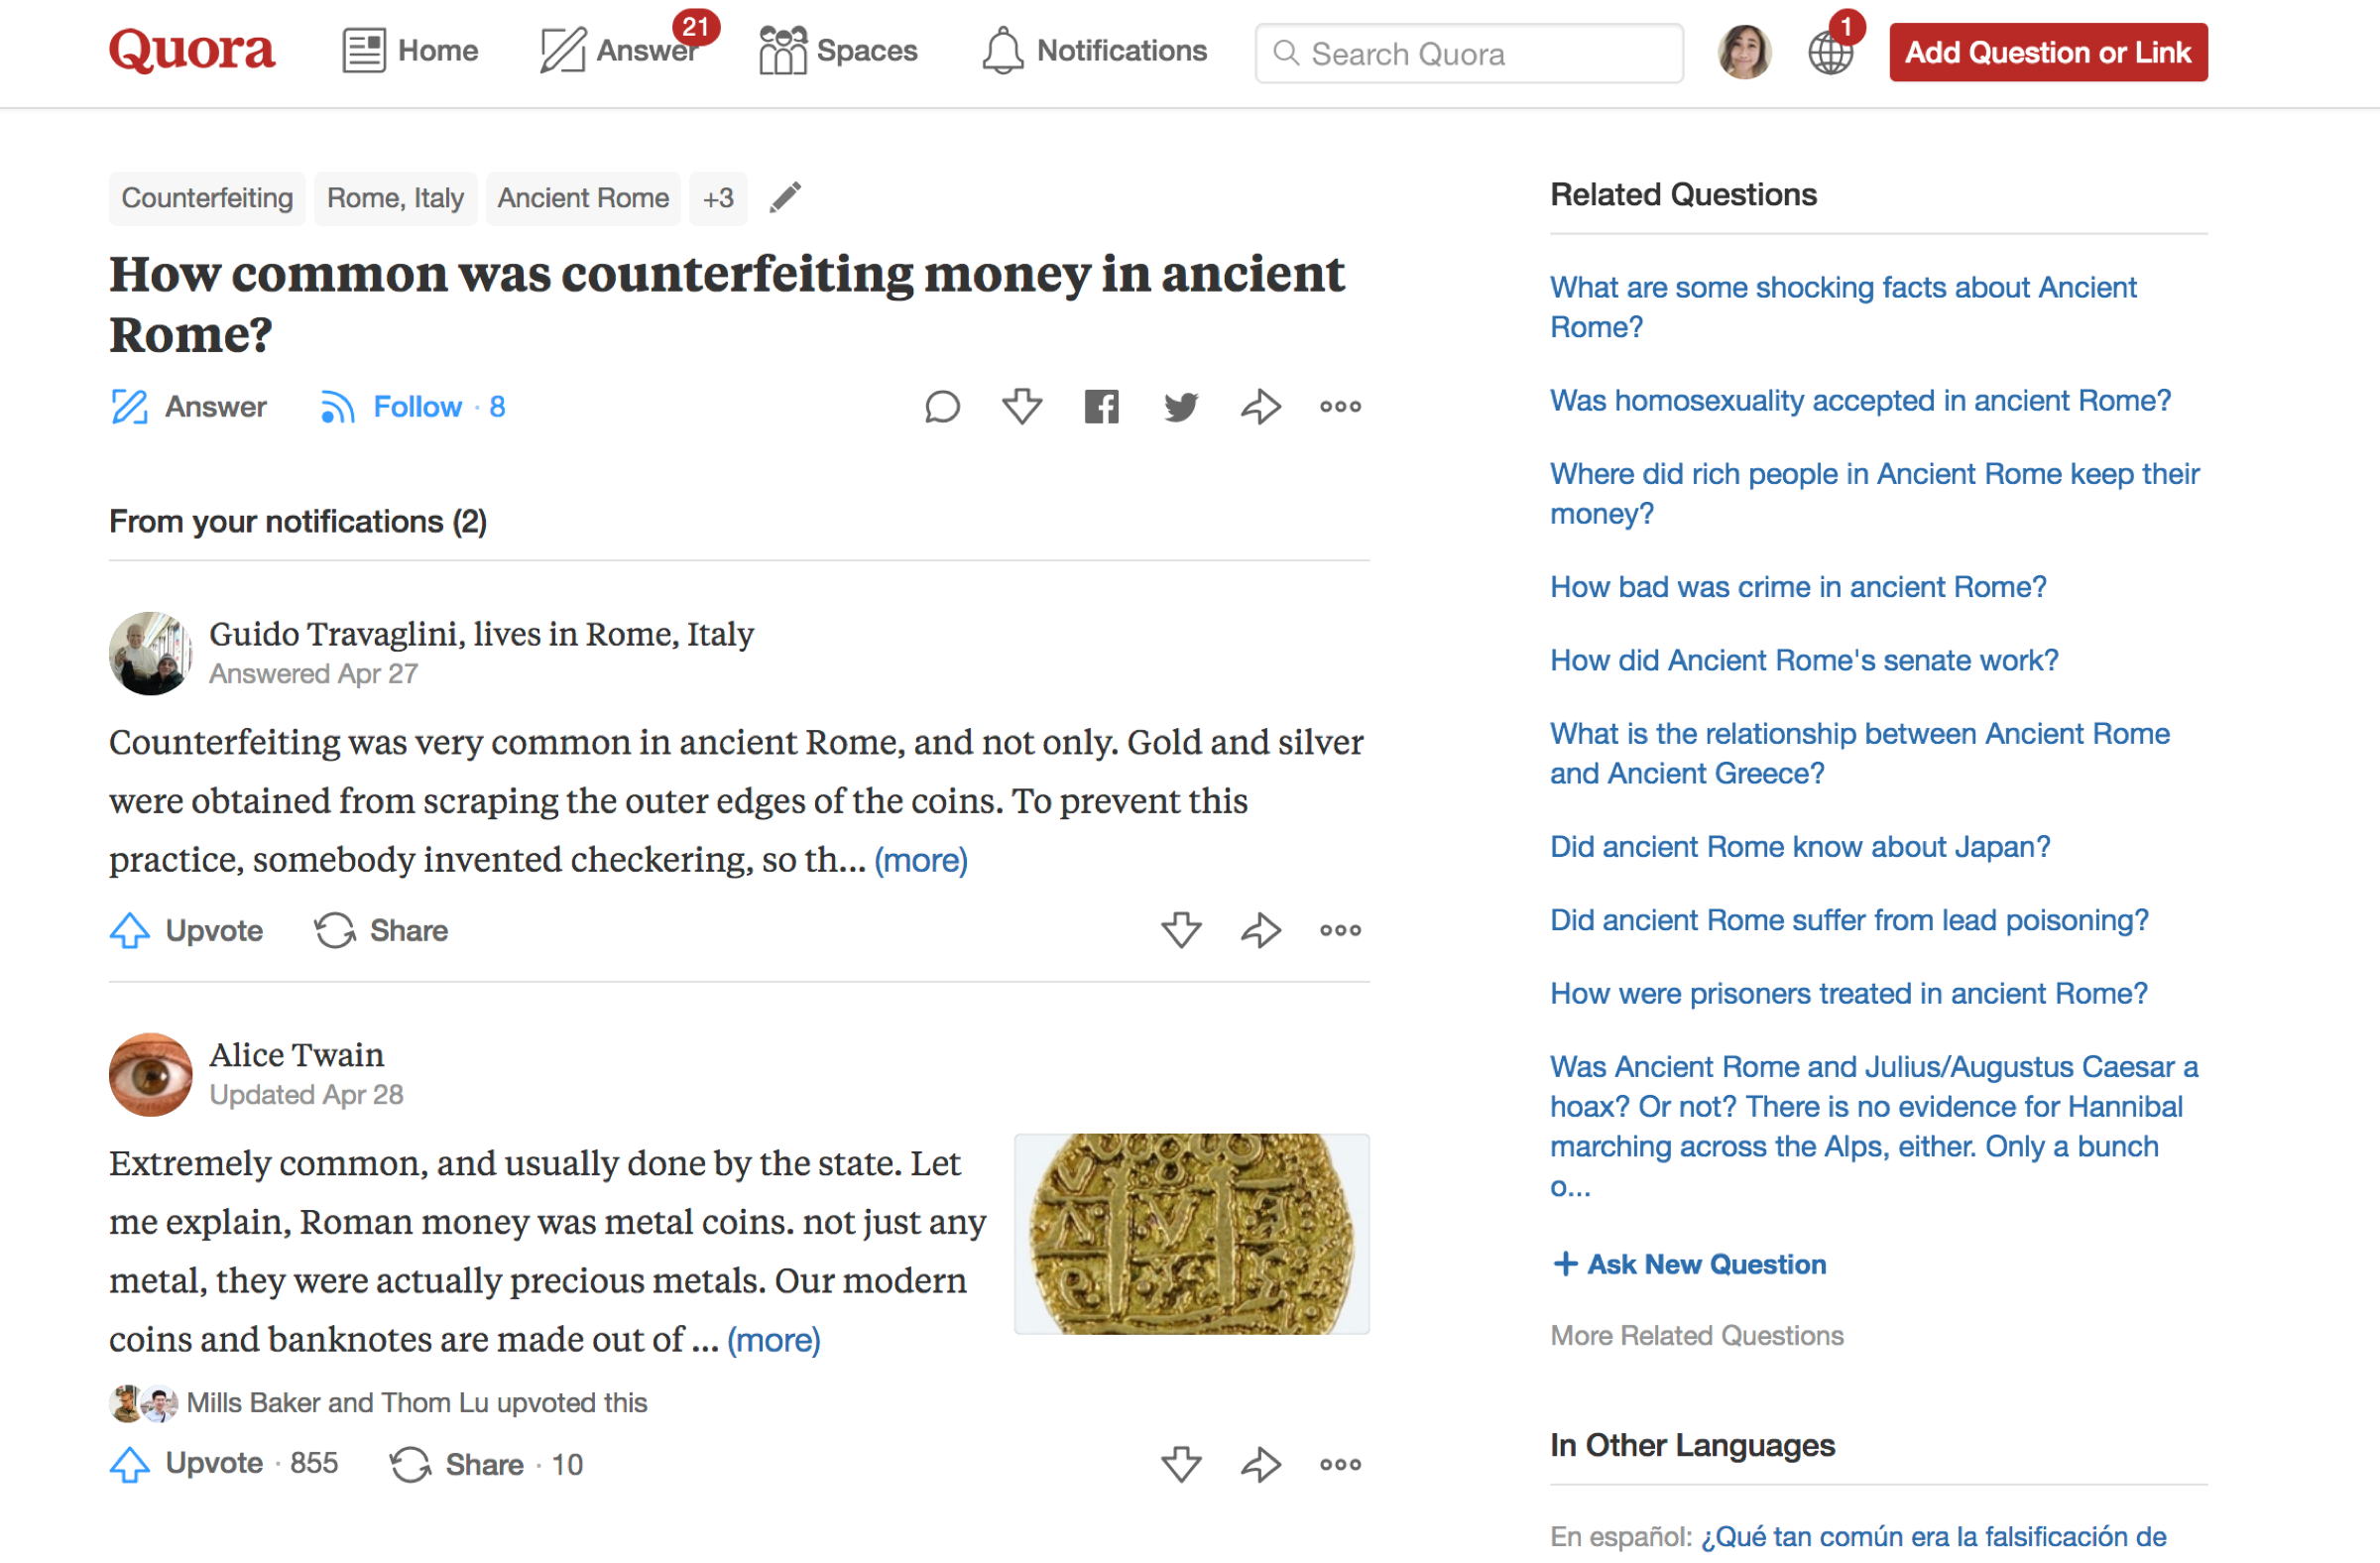 Quora
Home
Answer
21
Spaces
Notifications
Search Quora
1
Add Question or Link
Counterfeiting
Rome, Italy
Ancient Rome
+3
How common was counterfeiting money in ancient
Rome?
Answer
Follow · 8
From your notifications (2)
Guido Travaglini, lives in Rome, Italy
Answered Apr 27
Counterfeiting was very common in ancient Rome, and not only. Gold and silver
were obtained from scraping the outer edges of the coins. To prevent this
practice, somebody invented checkering, so th... (more)
Upvote
Share
Alice Twain
Updated Apr 28
Extremely common, and usually done by the state. Let
me explain, Roman money was metal coins. not just any
metal, they were actually precious metals. Our modern
coins and banknotes are made out of ... (more)
Mills Baker and Thom Lu upvoted this
Upvote · 855
Share · 10
Related Questions
What are some shocking facts about Ancient
Rome?
Was homosexuality accepted in ancient Rome?
Where did rich people in Ancient Rome keep their
money?
How bad was crime in ancient Rome?
How did Ancient Rome's senate work?
What is the relationship between Ancient Rome
and Ancient Greece?
Did ancient Rome know about Japan?
Did ancient Rome suffer from lead poisoning?
How were prisoners treated in ancient Rome?
Was Ancient Rome and Julius/Augustus Caesar a
hoax? Or not? There is no evidence for Hannibal
marching across the Alps, either. Only a bunch
o...
+ Ask New Question
More Related Questions
In Other Languages
En español: ¿Qué tan común era la falsificación de